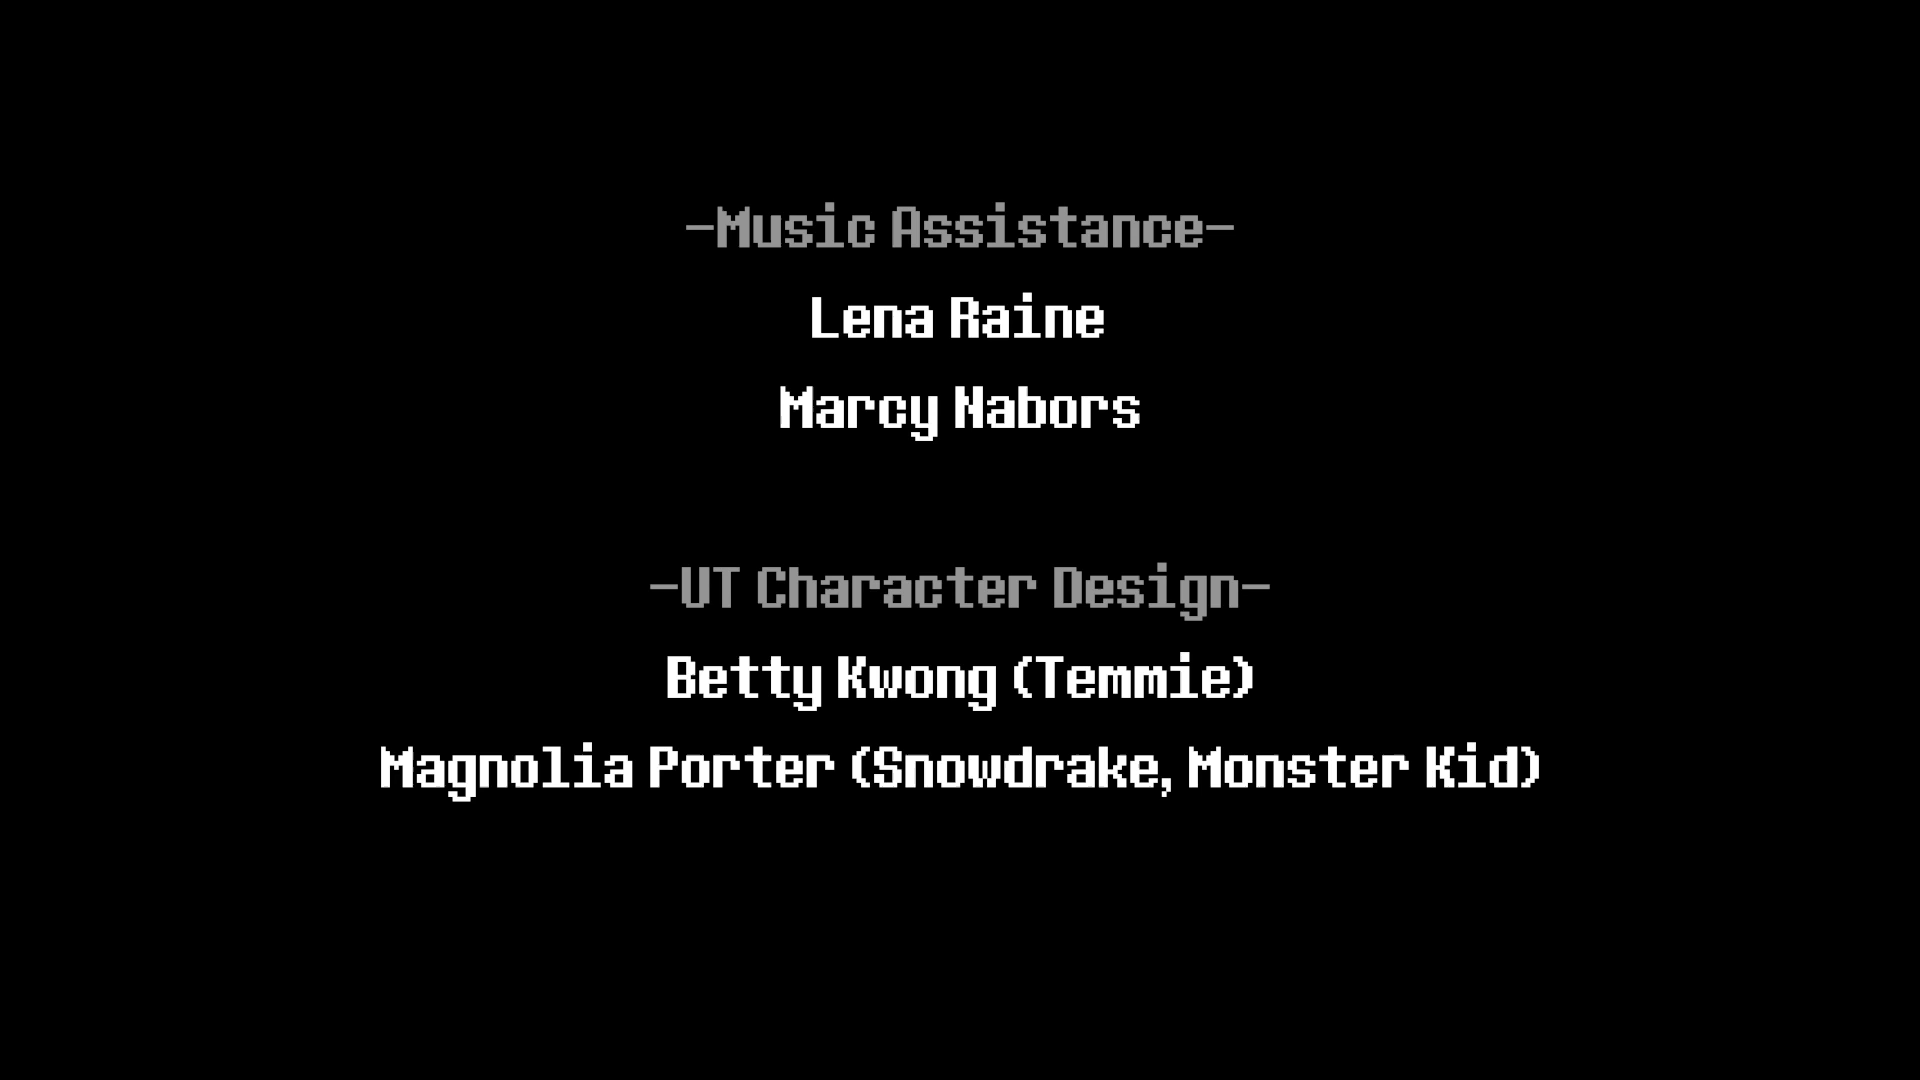 -Music Assistance-
Lena Raine
Marcy Nabors
-UT Character Design-
Betty Kwong (Temmie)
Magnolia Porter (Snowdrake, Monster Kid)